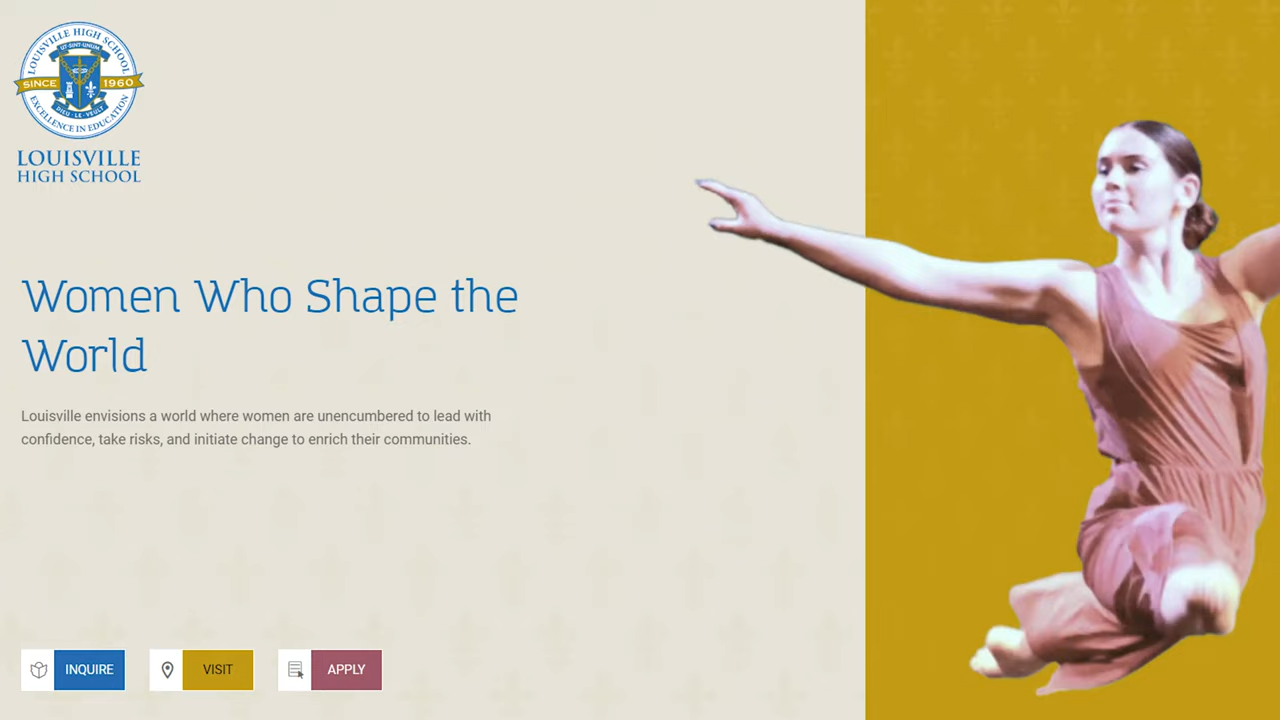 LOUISVILLE HIGH SCHOOL
UT·SINT·UNUM
SINCE 1960
DIEU·LE·VEULT
EXCELLENCE IN EDUCATION
LOUISVILLE
HIGH SCHOOL
Women Who Shape the
World
Louisville envisions a world where women are unencumbered to lead with
confidence, take risks, and initiate change to enrich their communities.
INQUIRE VISIT APPLY